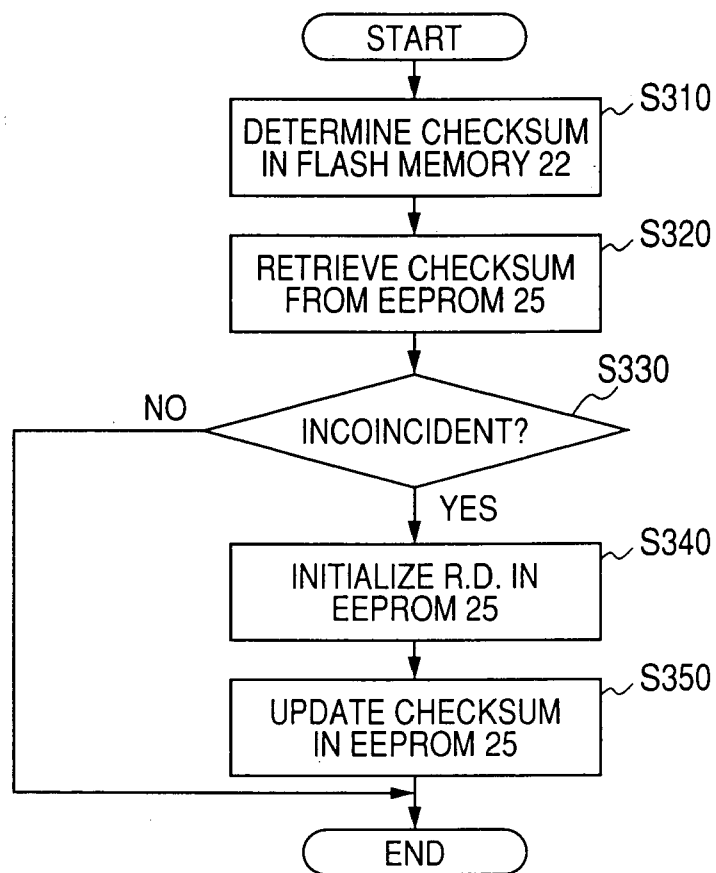 START
S310
DETERMINE CHECKSUM
IN FLASH MEMORY 22
S320
RETRIEVE CHECKSUM
FROM EEPROM 25
S330
NO
INCOINCIDENT?
YES
S340
INITIALIZE R.D. IN
EEPROM 25
S350
UPDATE CHECKSUM
IN EEPROM 25
END